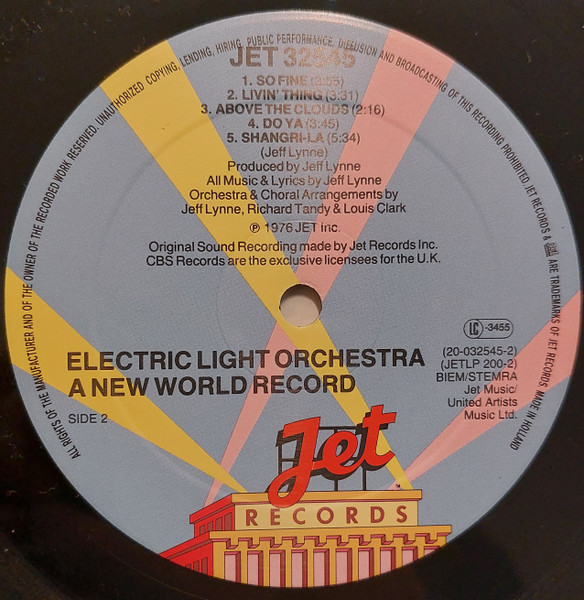 UNAUTHORIZED COPYING, LENDING, HIRING, PUBLIC PERFORMANCE, DIFFUSION AND BROADCASTING OF THIS RECORDING PROHIBITED. JET RECORDS & ARE TRADEMARKS OF JET RECORDS. MADE IN HOLLAND
ALL RIGHTS OF THE MANUFACTURER AND OF THE OWNER OF THE RECORDED WORK RESERVED.
JET 32545
1. SO FINE (3:55)
2. LIVIN' THING (3:31)
3. ABOVE THE CLOUDS (2:16)
4. DO YA (3:45)
5. SHANGRI-LA (5:34)
(Jeff Lynne)
Produced by Jeff Lynne
All Music & Lyrics by Jeff Lynne
Orchestra & Choral Arrangements by
Jeff Lynne, Richard Tandy & Louis Clark
℗ 1976 JET inc.
Original Sound Recording made by Jet Records Inc.
CBS Records are the exclusive licensees for the U.K.
LC -3455
ELECTRIC LIGHT ORCHESTRA
A NEW WORLD RECORD
(20-032545-2)
(JETLP 200-2)
BIEM/STEMRA
Jet Music/
United Artists
Music Ltd.
SIDE 2
Jet
RECORDS